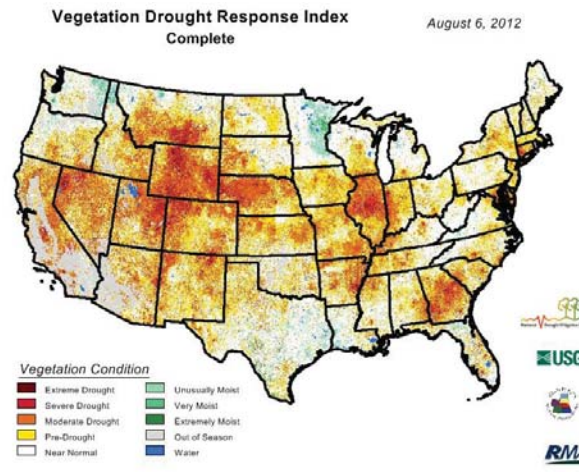 Vegetation Drought Response Index
Complete
August 6, 2012
Vegetation Condition
Extreme Drought
Severe Drought
Moderate Drought
Pre-Drought
Near Normal
Unusually Moist
Very Moist
Extremely Moist
Out of Season
Water
USG
RM